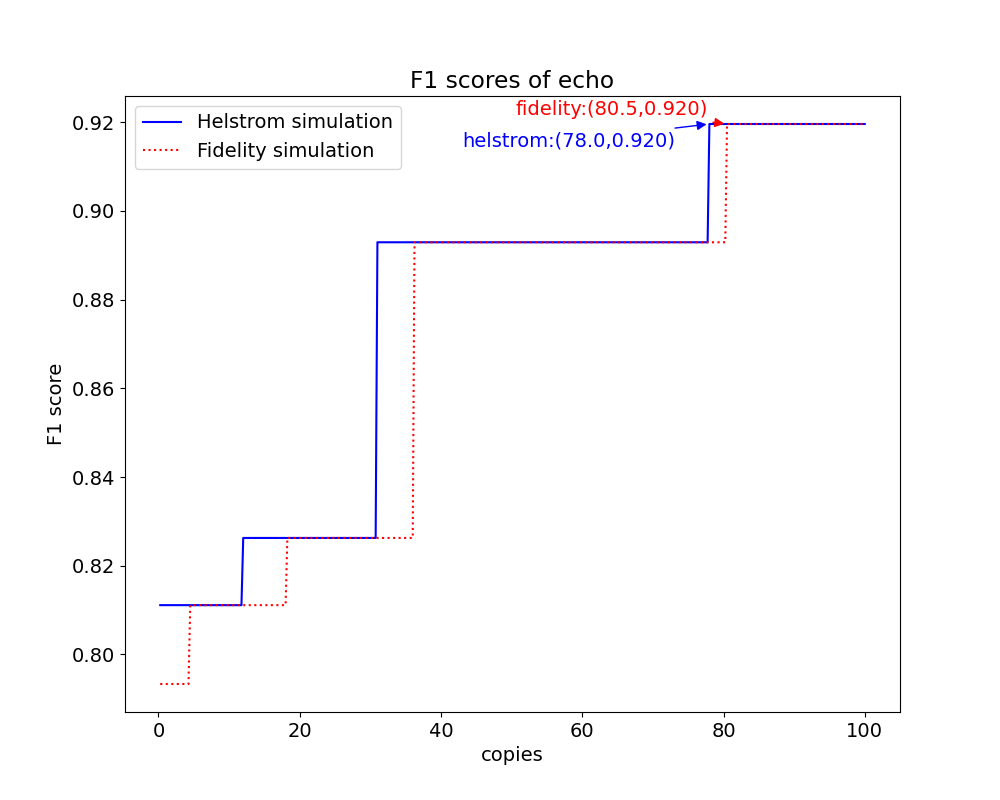 F1 scores of echo
Helstrom simulation
Fidelity simulation
fidelity:(80.5,0.920)
helstrom:(78.0,0.920)
0.92
0.90
0.88
0.86
0.84
0.82
0.80
F1 score
0 20 40 60 80 100
copies